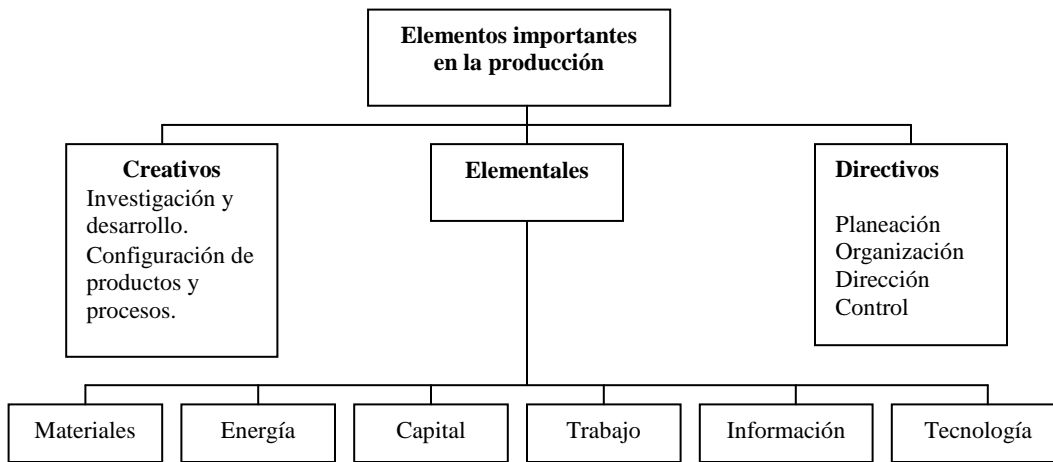 Elementos importantes
en la producción
Creativos
Investigación y
desarrollo.
Configuración de
productos y
procesos.
Elementales
Directivos
Planeación
Organización
Dirección
Control
Materiales
Energía
Capital
Trabajo
Información
Tecnología